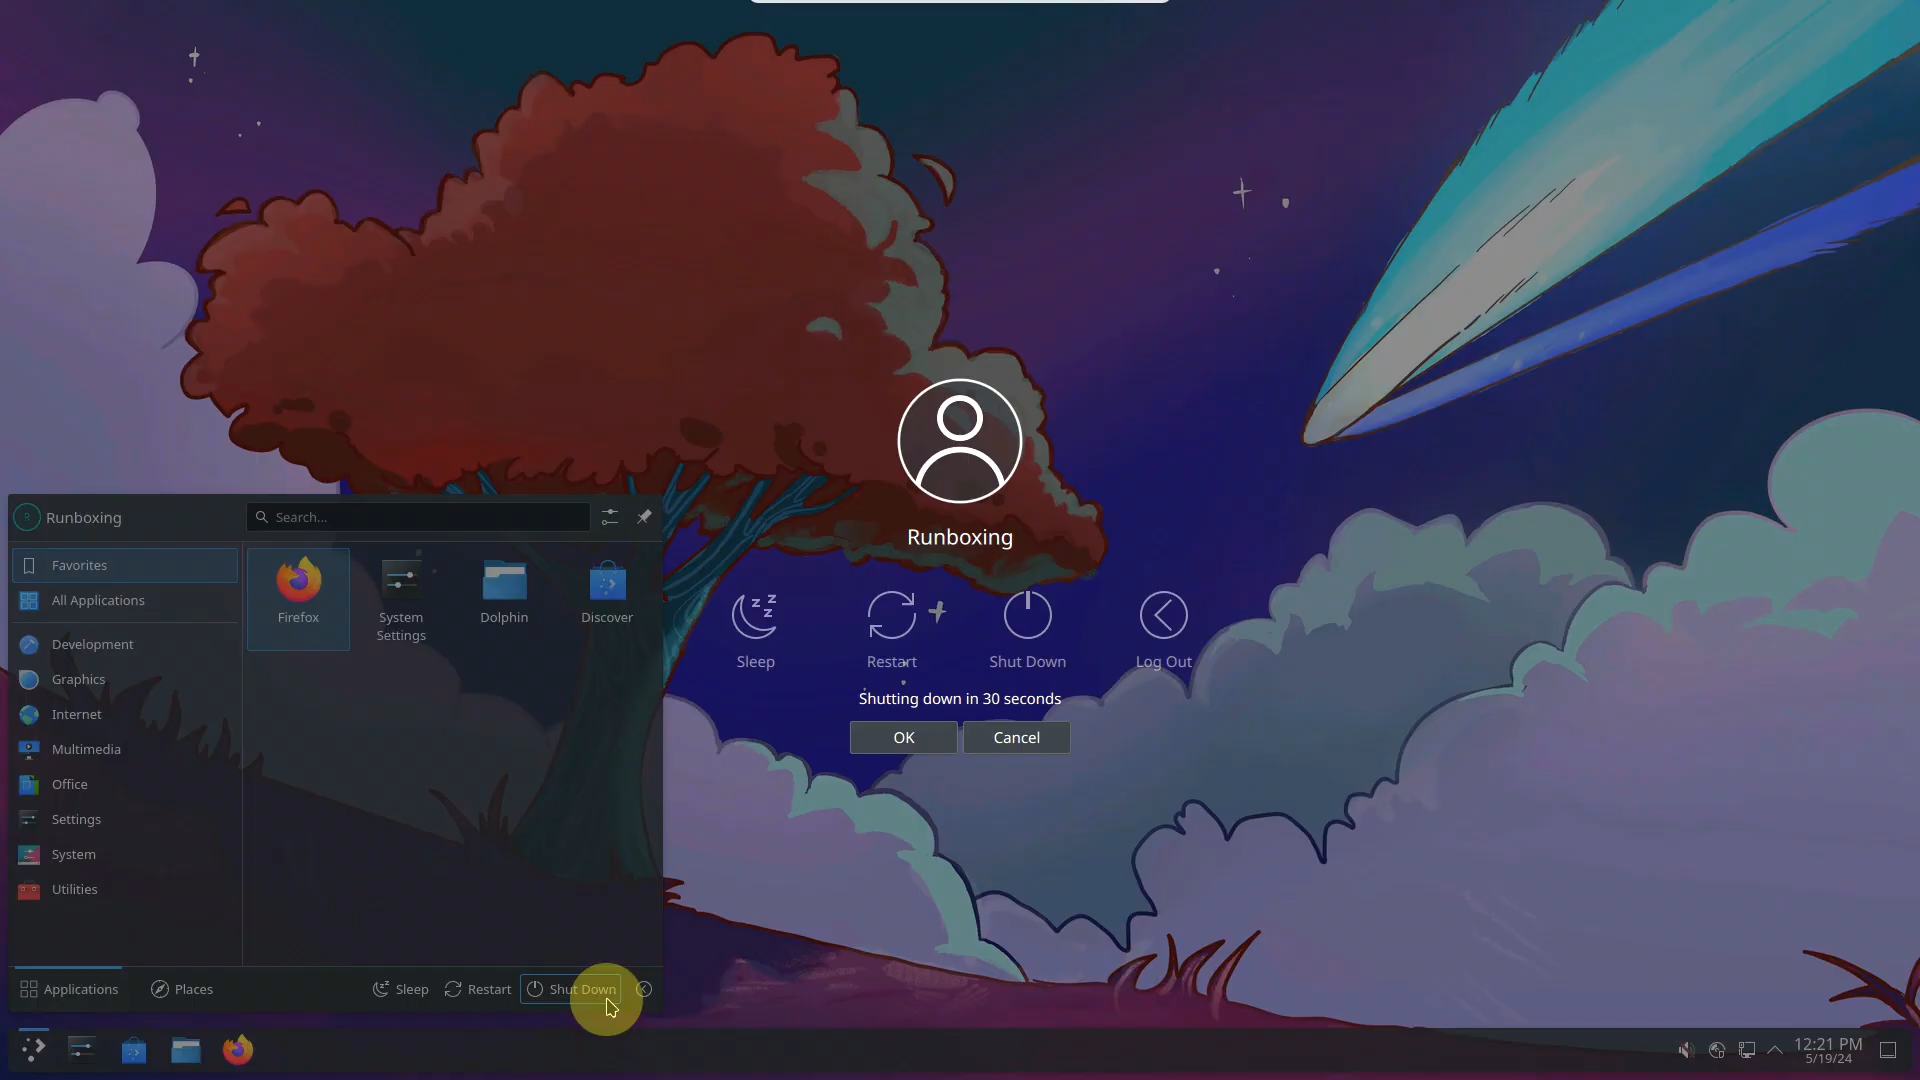 Runboxing
Search...
Favorites
All Applications
Development
Graphics
Internet
Multimedia
Office
Settings
System
Utilities
Firefox
System
Settings
Dolphin
Discover
Applications
Places
Sleep
Restart
Shut Down
Runboxing
Sleep
Restart
Shut Down
Log Out
Shutting down in 30 seconds
OK
Cancel
12:21 PM
5/19/24